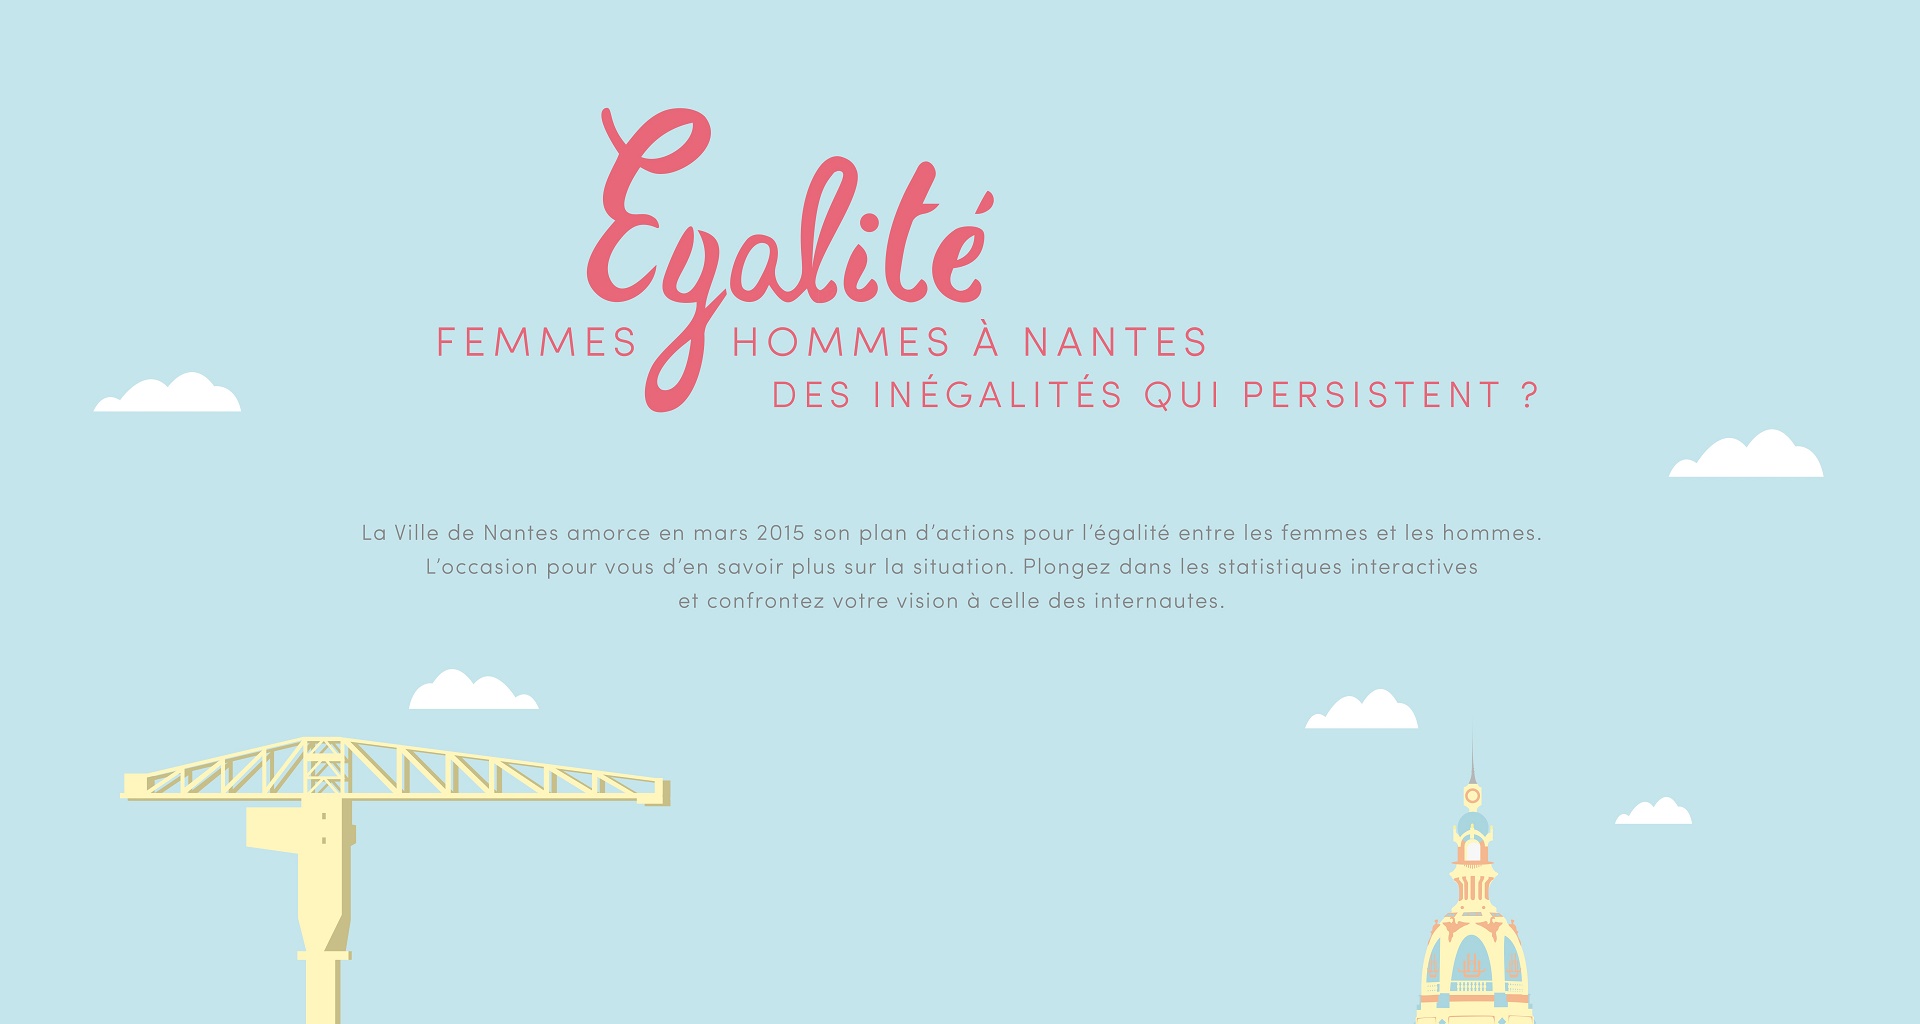 Egalité
FEMMES HOMMES À NANTES
DES INÉGALITÉS QUI PERSISTENT ?
La Ville de Nantes amorce en mars 2015 son plan d’actions pour l’égalité entre les femmes et les hommes.
L’occasion pour vous d’en savoir plus sur la situation. Plongez dans les statistiques interactives
et confrontez votre vision à celle des internautes.